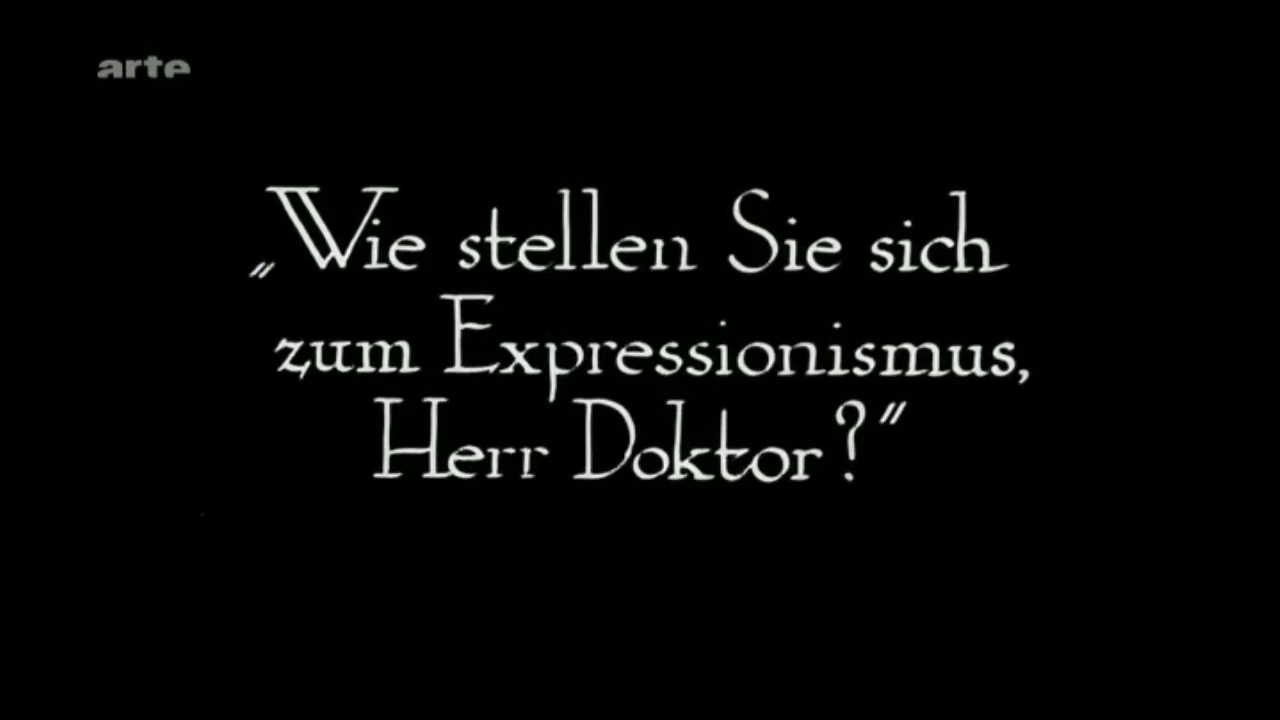 arte
„Wie stellen Sie sich
zum Expressionismus,
Herr Doktor?“